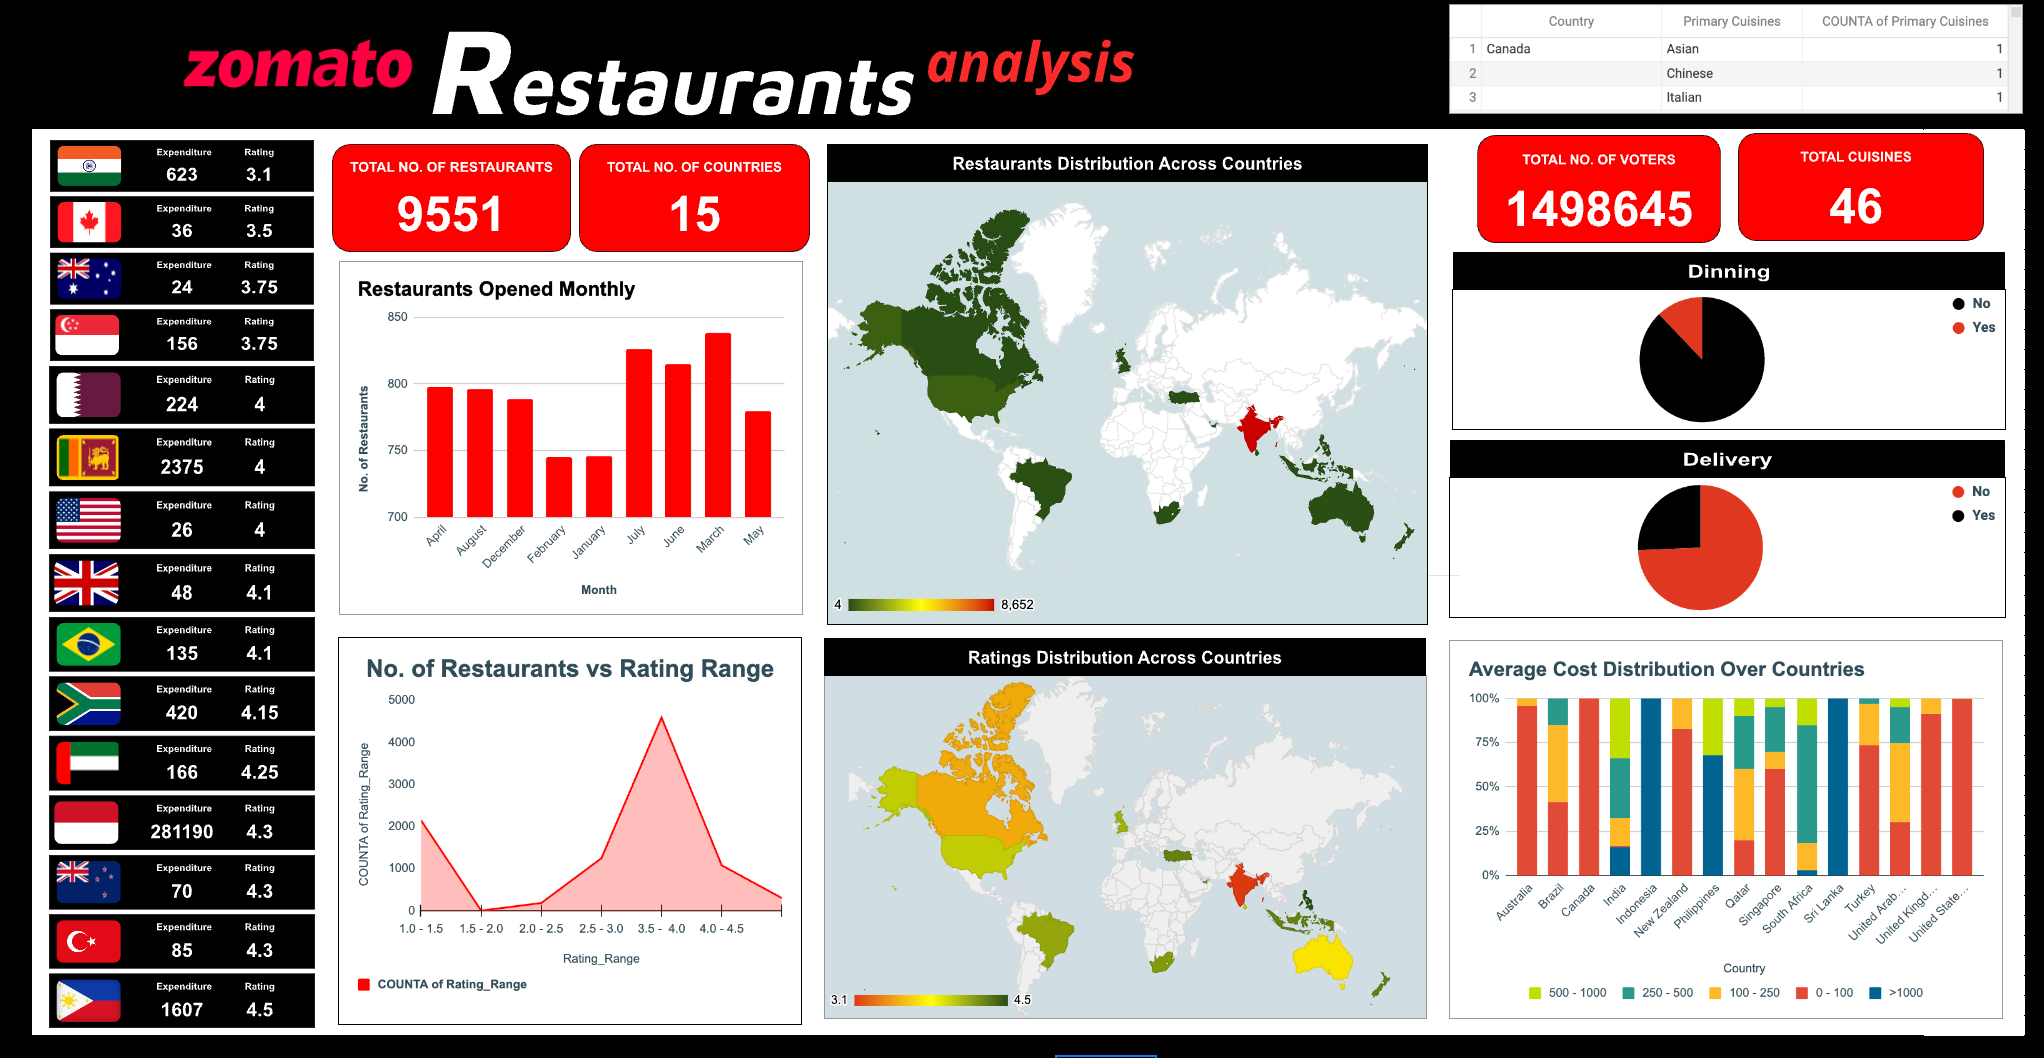 zomato Restaurants analysis
Country Primary Cuisines COUNTA of Primary Cuisines
1 Canada Asian 1
2 Chinese 1
3 Italian 1
Expenditure Rating
623 3.1
Expenditure Rating
36 3.5
Expenditure Rating
24 3.75
Expenditure Rating
156 3.75
Expenditure Rating
224 4
Expenditure Rating
2375 4
Expenditure Rating
26 4
Expenditure Rating
48 4.1
Expenditure Rating
135 4.1
Expenditure Rating
420 4.15
Expenditure Rating
166 4.25
Expenditure Rating
281190 4.3
Expenditure Rating
70 4.3
Expenditure Rating
85 4.3
Expenditure Rating
1607 4.5
TOTAL NO. OF RESTAURANTS
9551
TOTAL NO. OF COUNTRIES
15
Restaurants Opened Monthly
850
800
750
700
No. of Restaurants
April August December February January July June March May
Month
No. of Restaurants vs Rating Range
5000
4000
3000
2000
1000
0
COUNTA of Rating_Range
1.0 - 1.5 1.5 - 2.0 2.0 - 2.5 2.5 - 3.0 3.5 - 4.0 4.0 - 4.5
Rating_Range
COUNTA of Rating_Range
Restaurants Distribution Across Countries
4 8,652
Ratings Distribution Across Countries
3.1 4.5
TOTAL NO. OF VOTERS
1498645
TOTAL CUISINES
46
Dinning
No
Yes
Delivery
No
Yes
Average Cost Distribution Over Countries
100%
75%
50%
25%
0%
Australia Brazil Canada India Indonesia New Zealand Philippines Qatar Singapore South Africa Sri Lanka Turkey United Arab... United Kingd... United State...
Country
500 - 1000 250 - 500 100 - 250 0 - 100 >1000